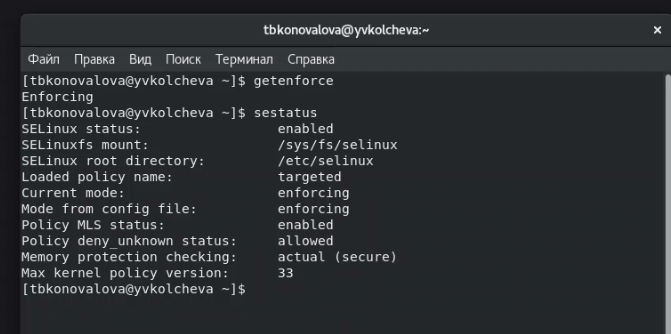 tbkonovalova@yvkolcheva:~ ×
Файл Правка Вид Поиск Терминал Справка
[tbkonovalova@yvkolcheva ~]$ getenforce
Enforcing
[tbkonovalova@yvkolcheva ~]$ sestatus
SELinux status:                 enabled
SELinuxfs mount:                /sys/fs/selinux
SELinux root directory:         /etc/selinux
Loaded policy name:             targeted
Current mode:                   enforcing
Mode from config file:          enforcing
Policy MLS status:              enabled
Policy deny_unknown status:     allowed
Memory protection checking:     actual (secure)
Max kernel policy version:      33
[tbkonovalova@yvkolcheva ~]$